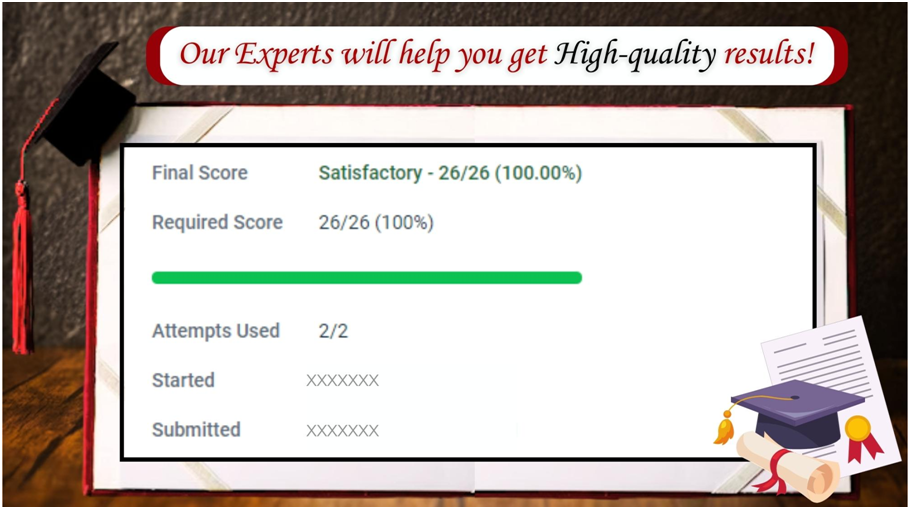 Our Experts will help you get High-quality results!
Final Score Satisfactory - 26/26 (100.00%)
Required Score 26/26 (100%)
Attempts Used 2/2
Started XXXXXXX
Submitted XXXXXXX